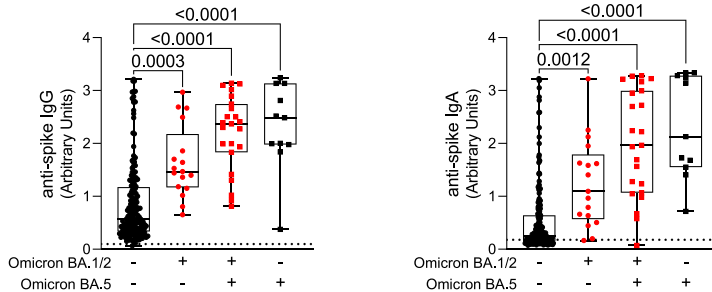 <0.0001
<0.0001
0.0003
anti-spike IgG
(Arbitrary Units)
4
3
2
1
0
Omicron BA.1/2 - + + -
Omicron BA.5 - - + +
<0.0001
<0.0001
0.0012
anti-spike IgA
(Arbitrary Units)
4
3
2
1
0
Omicron BA.1/2 - + + -
Omicron BA.5 - - + +